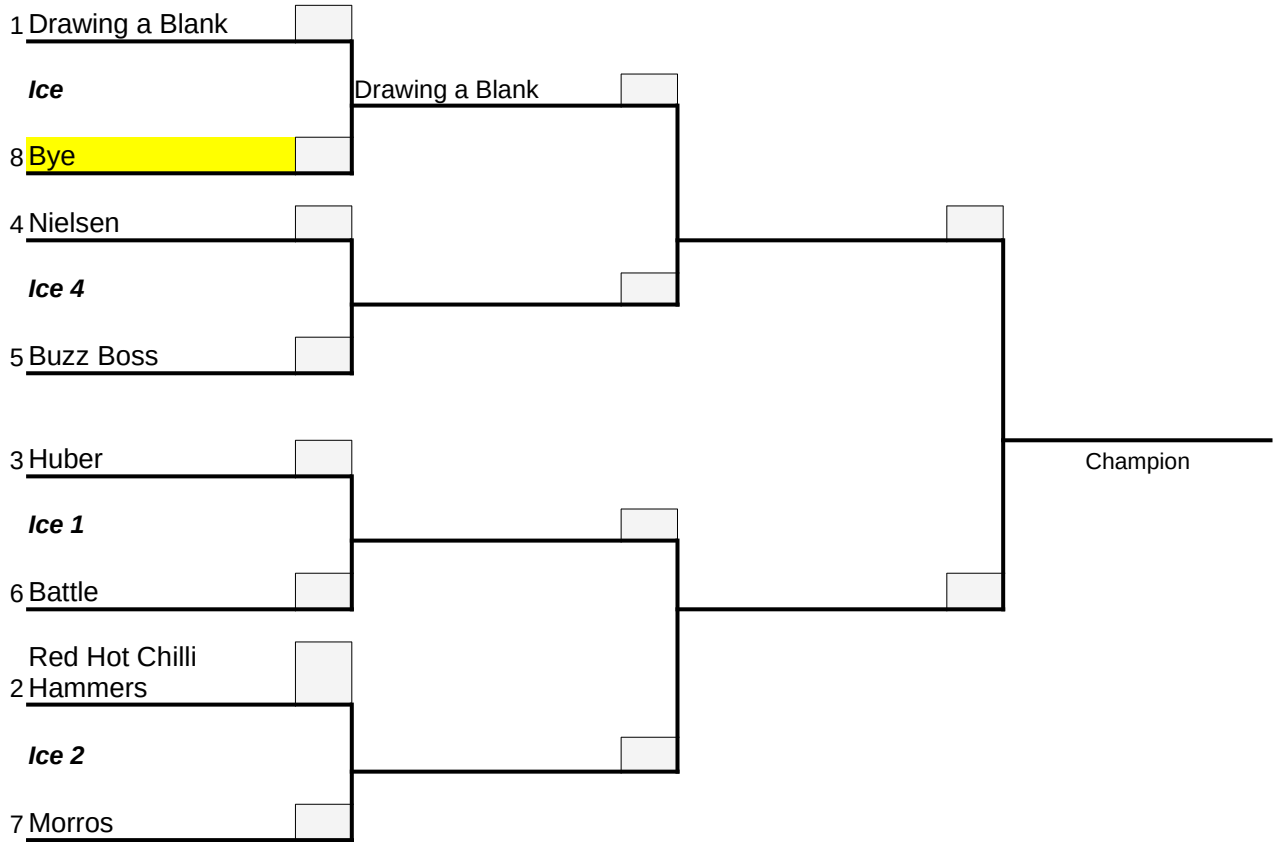 1 Drawing a Blank
Ice
Drawing a Blank
8 Bye
4 Nielsen
Ice 4
5 Buzz Boss
3 Huber
Champion
Ice 1
6 Battle
Red Hot Chilli
2 Hammers
Ice 2
7 Morros